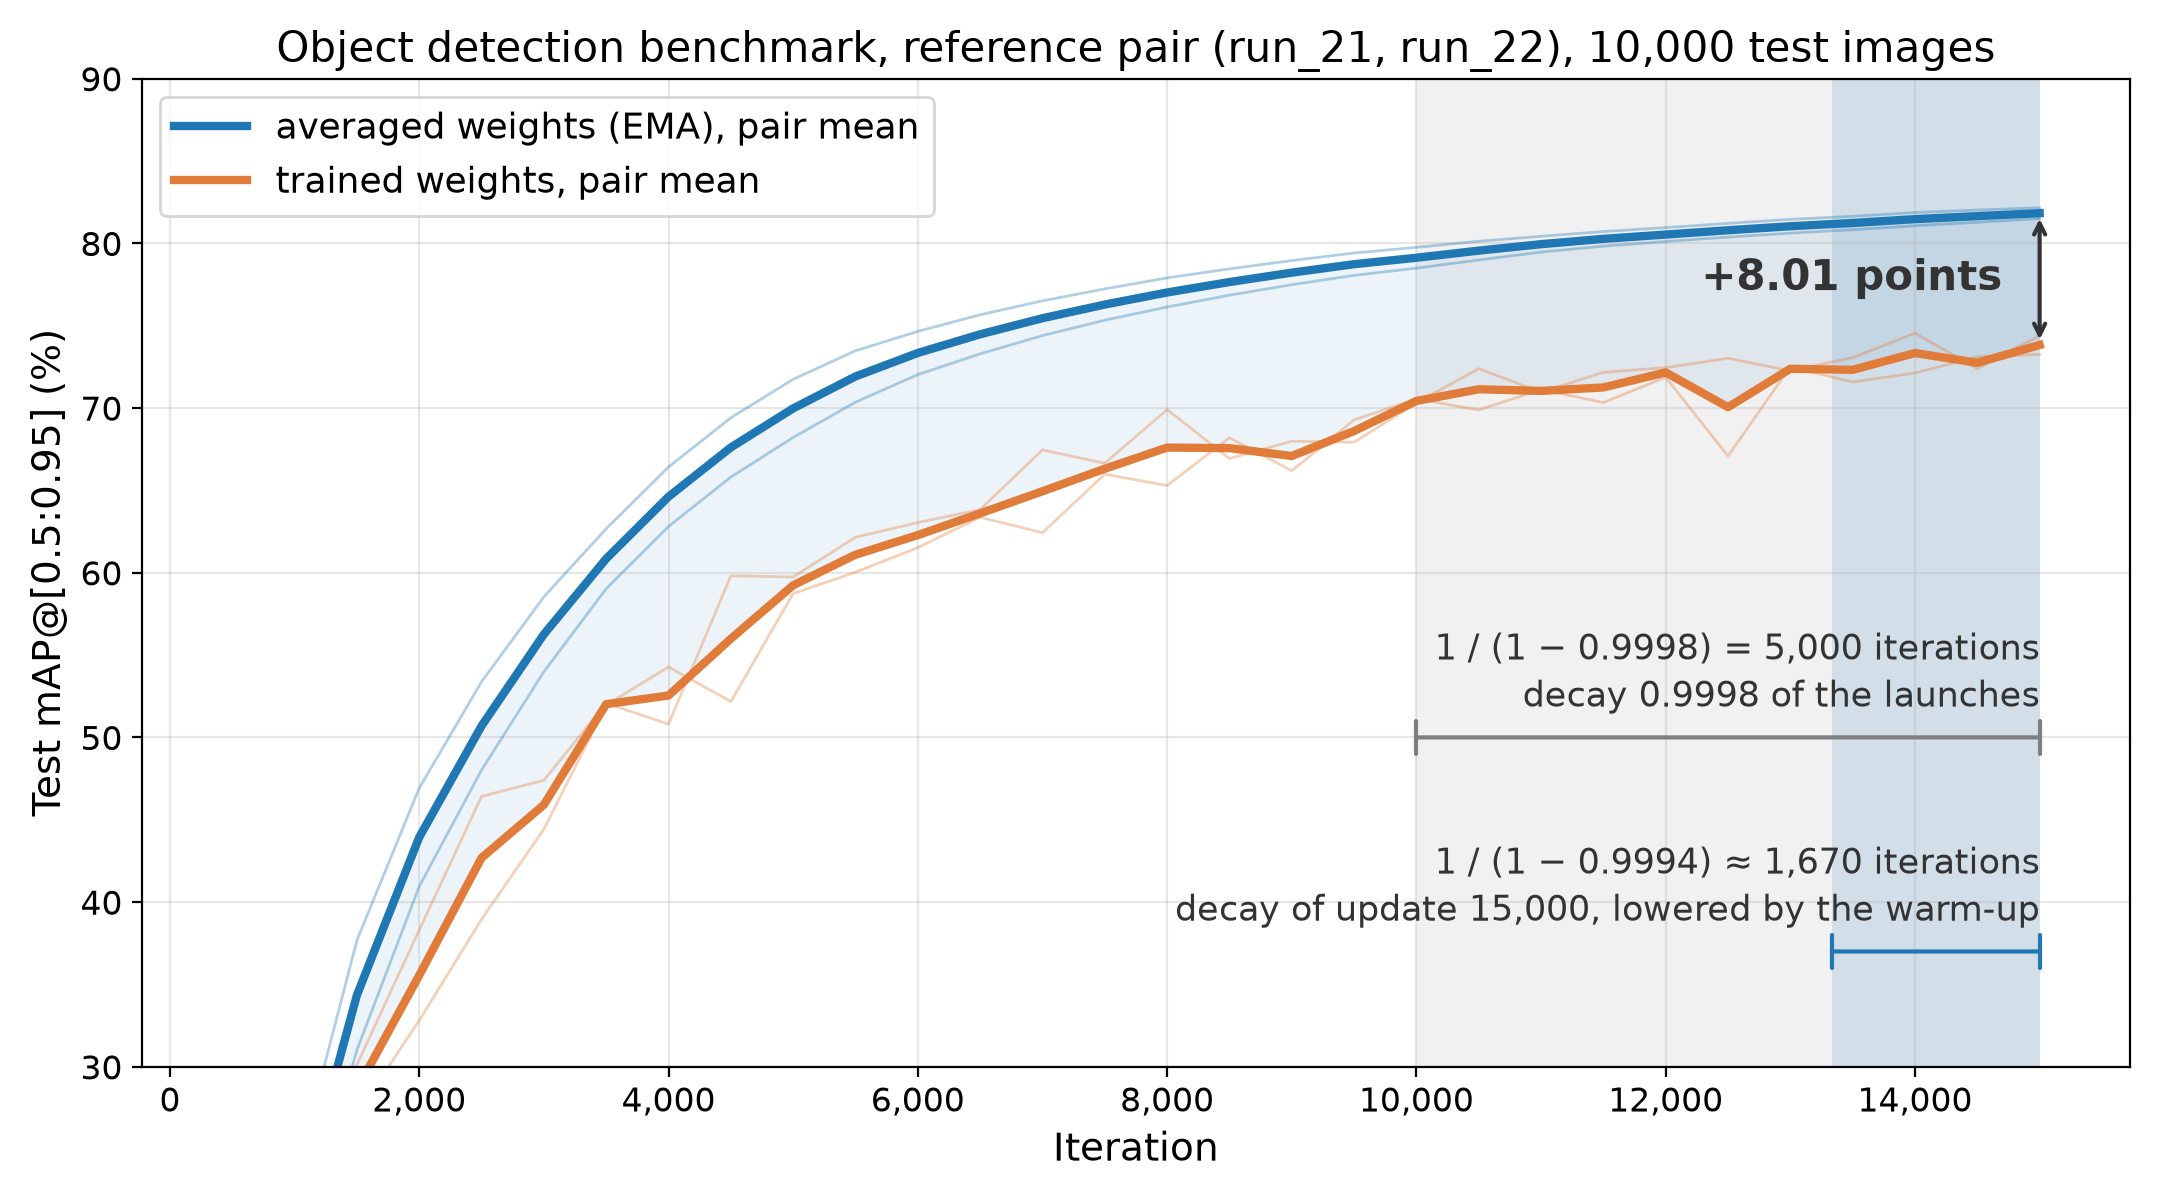 Object detection benchmark, reference pair (run_21, run_22), 10,000 test images
averaged weights (EMA), pair mean
trained weights, pair mean
Test mAP@[0.5:0.95] (%)
90
80
70
60
50
40
30
+8.01 points
1 / (1 − 0.9998) = 5,000 iterations
decay 0.9998 of the launches
1 / (1 − 0.9994) ≈ 1,670 iterations
decay of update 15,000, lowered by the warm-up
0
2,000
4,000
6,000
8,000
10,000
12,000
14,000
Iteration